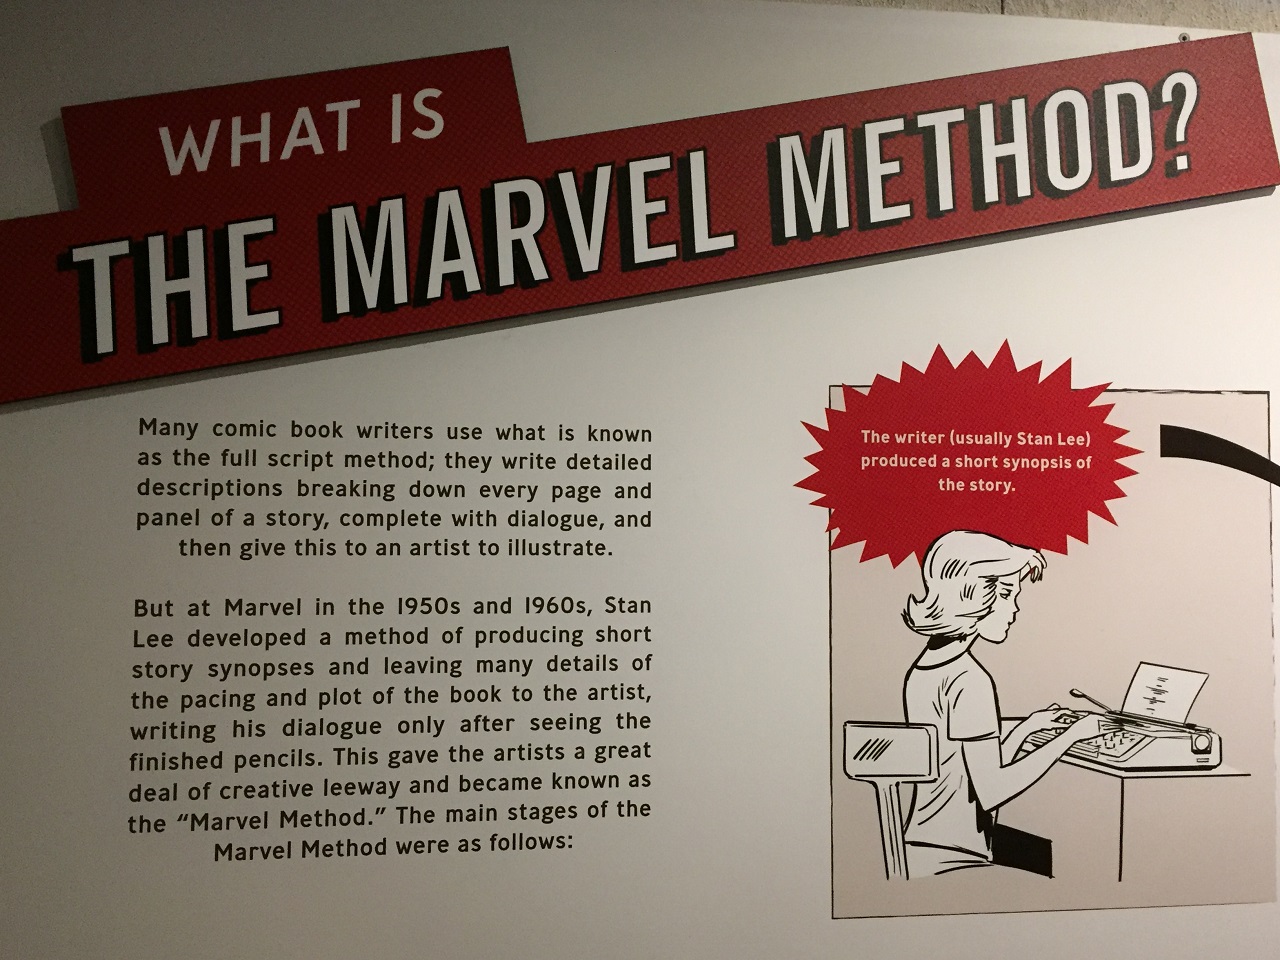 WHAT IS
THE MARVEL METHOD?
Many comic book writers use what is known
as the full script method; they write detailed
descriptions breaking down every page and
panel of a story, complete with dialogue, and
then give this to an artist to illustrate.
But at Marvel in the 1950s and 1960s, Stan
Lee developed a method of producing short
story synopses and leaving many details of
the pacing and plot of the book to the artist,
writing his dialogue only after seeing the
finished pencils. This gave the artists a great
deal of creative leeway and became known as
the “Marvel Method.” The main stages of the
Marvel Method were as follows:
The writer (usually Stan Lee)
produced a short synopsis of
the story.